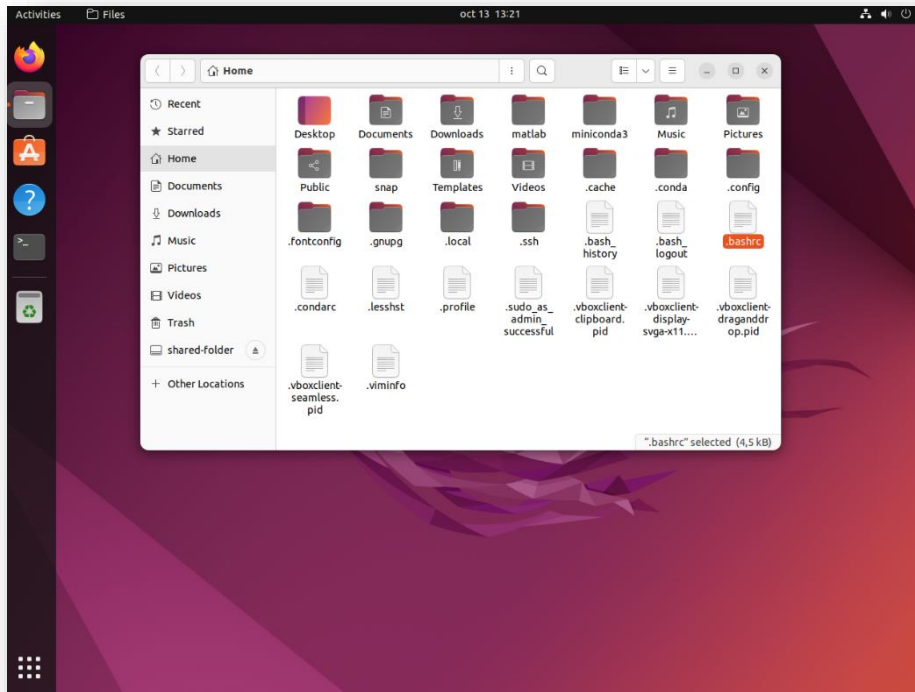 Activities Files oct 13 13:21
Home
Recent
Starred
Home
Documents
Downloads
Music
Pictures
Videos
Trash
shared-folder
+ Other Locations
Desktop Documents Downloads matlab miniconda3 Music Pictures
Public snap Templates Videos .cache .conda .config
.fontconfig .gnupg .local .ssh .bash_ .bash_ .bashrc
history logout
.condarc .lesshst .profile .sudo_as_ .vboxclient- .vboxclient- .vboxclient-
admin_ clipboard. display- draganddr
successful pid svga-x11.... op.pid
.vboxclient- .viminfo
seamless.
pid
".bashrc" selected (4,5 kB)